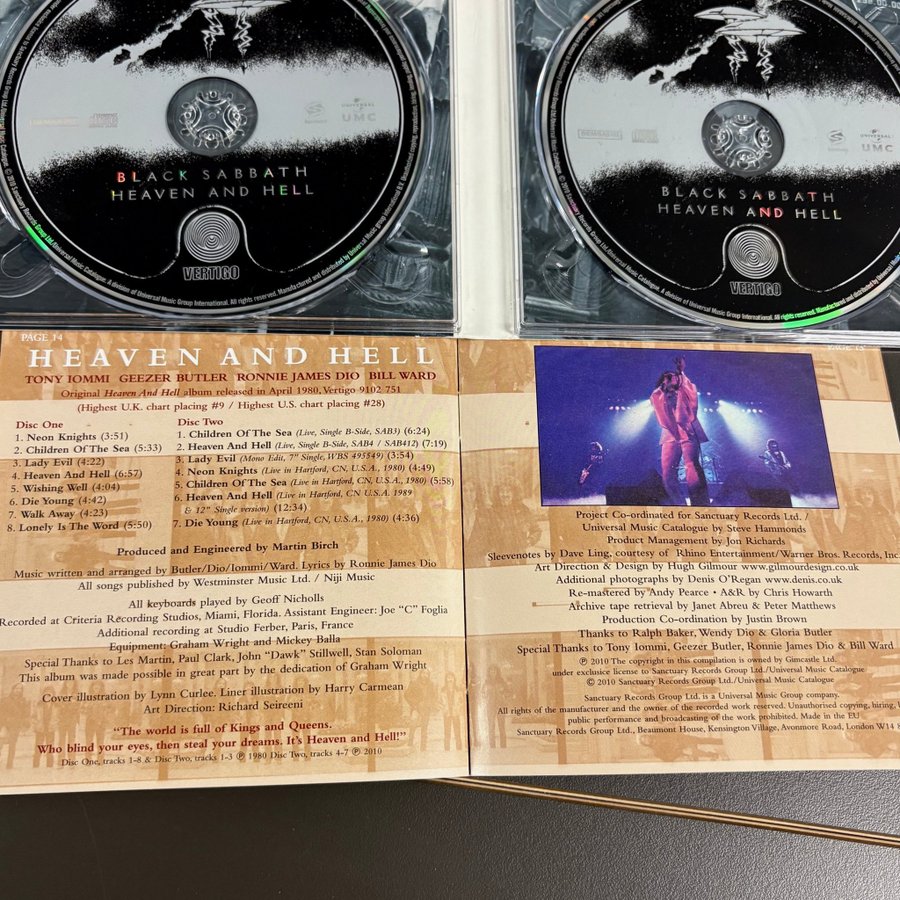 BLACK SABBATH
HEAVEN AND HELL
VERTIGO
UNIVERSAL
UMC
BLACK SABBATH
HEAVEN AND HELL
VERTIGO
UNIVERSAL
UMC
PAGE 14
HEAVEN AND HELL
TONY IOMMI GEEZER BUTLER RONNIE JAMES DIO BILL WARD
Original Heaven And Hell album released in April 1980, Vertigo 9102 751
(Highest U.K. chart placing #9 / Highest U.S. chart placing #28)
Disc One
1. Neon Knights (3:51)
2. Children Of The Sea (5:33)
3. Lady Evil (4:22)
4. Heaven And Hell (6:57)
5. Wishing Well (4:04)
6. Die Young (4:42)
7. Walk Away (4:23)
8. Lonely Is The Word (5:50)
Disc Two
1. Children Of The Sea (Live, Single B-Side, SAB3) (6:24)
2. Heaven And Hell (Live, Single B-Side, SAB4 / SAB412) (7:19)
3. Lady Evil (Mono Edit, 7" Single, WBS 495549) (3:54)
4. Neon Knights (Live in Hartford, CN, U.S.A., 1980) (4:49)
5. Children Of The Sea (Live in Hartford, CN, U.S.A., 1980) (5:58)
6. Heaven And Hell (Live in Hartford, CN, U.S.A. 1989
& 12" Single version) (12:34)
7. Die Young (Live in Hartford, CN, U.S.A., 1980) (4:36)
Produced and Engineered by Martin Birch
Music written and arranged by Butler/Dio/Iommi/Ward. Lyrics by Ronnie James Dio
All songs published by Westminster Music Ltd. / Niji Music
All keyboards played by Geoff Nicholls
Recorded at Criteria Recording Studios, Miami, Florida. Assistant Engineer: Joe "C" Foglia
Additional recording at Studio Ferber, Paris, France
Equipment: Graham Wright and Mickey Balla
Special Thanks to Les Martin, Paul Clark, John "Dawk" Stillwell, Stan Soloman
This album was made possible in great part by the dedication of Graham Wright
Cover illustration by Lynn Curlee. Liner illustration by Harry Carmean
Art Direction: Richard Seireeni
"The world is full of Kings and Queens.
Who blind your eyes, then steal your dreams. It's Heaven and Hell!"
Disc One, tracks 1-8 & Disc Two, tracks 1-3 ℗ 1980 Disc Two, tracks 4-7 ℗ 2010
Project Co-ordinated for Sanctuary Records Ltd. /
Universal Music Catalogue by Steve Hammonds
Product Management by Jon Richards
Sleevenotes by Dave Ling, courtesy of Rhino Entertainment/Warner Bros. Records, Inc.
Art Direction & Design by Hugh Gilmour www.gilmourdesign.co.uk
Additional photographs by Denis O'Regan www.denis.co.uk
Re-mastered by Andy Pearce • A&R by Chris Howarth
Archive tape retrieval by Janet Abreu & Peter Matthews
Production Co-ordination by Justin Brown
Thanks to Ralph Baker, Wendy Dio & Gloria Butler
Special Thanks to Tony Iommi, Geezer Butler, Ronnie James Dio & Bill Ward
℗ 2010 The copyright in this compilation is owned by Gimcastle Ltd.
under exclusice license to Sanctuary Records Group Ltd./Universal Music Catalogue
© 2010 Sanctuary Records Group Ltd./Universal Music Catalogue
Sanctuary Records Group Ltd. is a Universal Music Group company.
All rights of the manufacturer and the owner of the recorded work reserved. Unauthorised copying, hiring,
public performance and broadcasting of the work prohibited. Made in the EU
Sanctuary Records Group Ltd., Beaumont House, Kensington Village, Avonmore Road, London W14 8